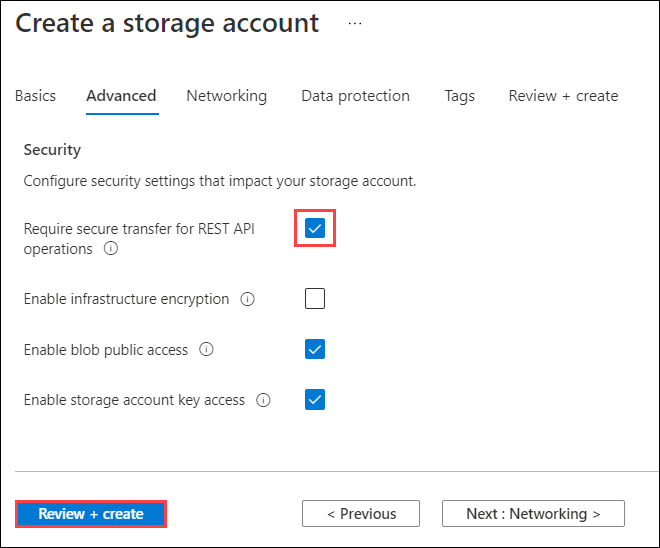 Create a storage account ...
Basics Advanced Networking Data protection Tags Review + create
Security
Configure security settings that impact your storage account.
Require secure transfer for REST API
operations
Enable infrastructure encryption
Enable blob public access
Enable storage account key access
Review + create < Previous Next : Networking >